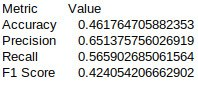 Metric Value
Accuracy 0.461764705882353
Precision 0.651375756026919
Recall 0.565902685061564
F1 Score 0.424054206662902